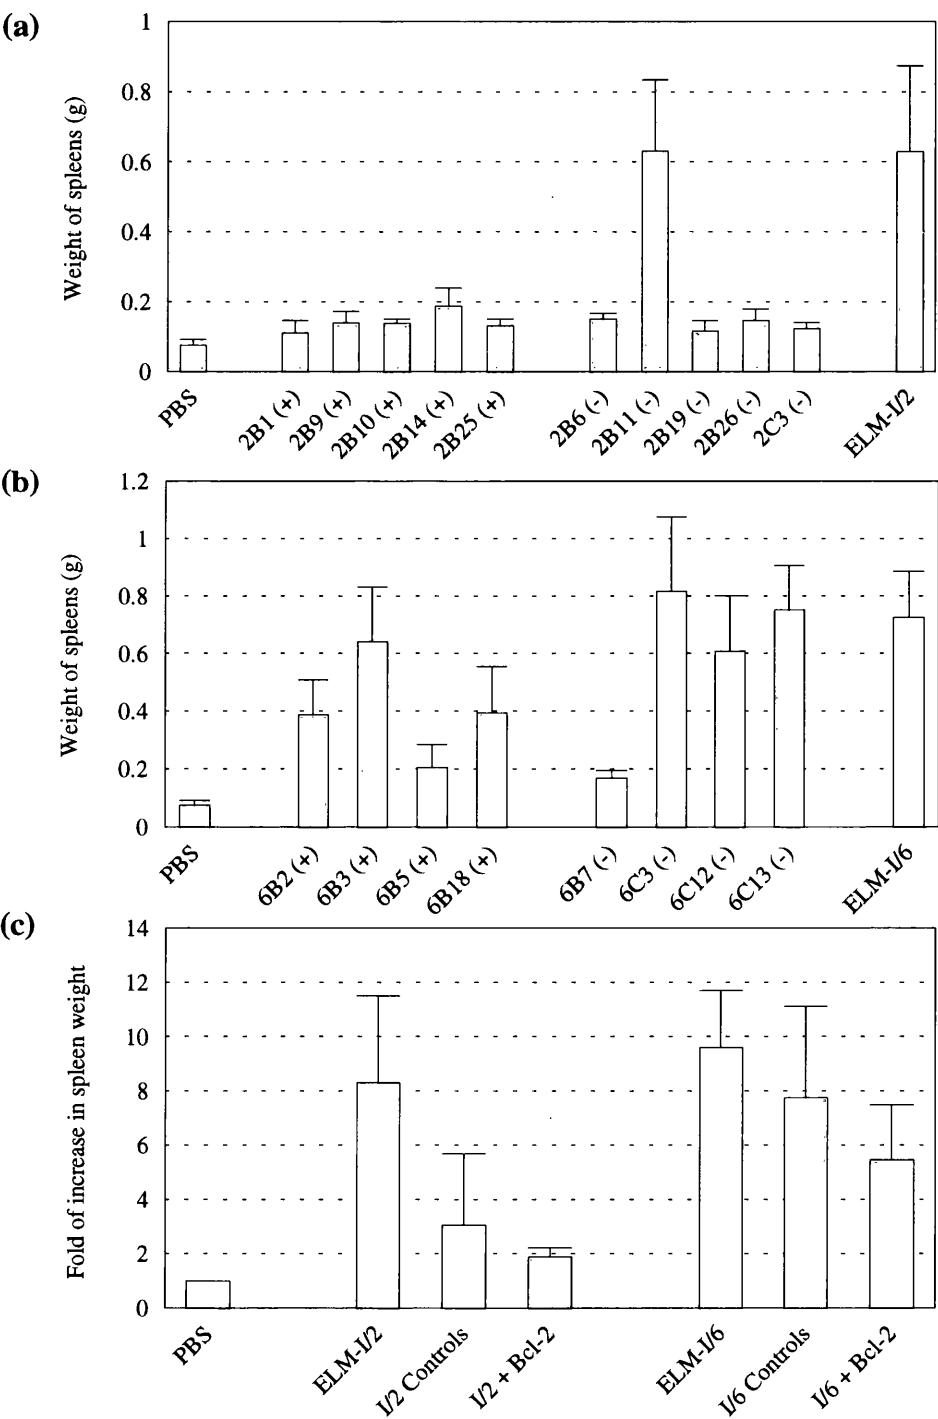 (a)
Weight of spleens (g)
1
0.8
0.6
0.4
0.2
0
PBS
2B1 (+)
2B9 (+)
2B10 (+)
2B14 (+)
2B25 (+)
2B6 (-)
2B11 (-)
2B19 (-)
2B26 (-)
2C3 (-)
ELM-I/2
(b)
Weight of spleens (g)
1.2
1
0.8
0.6
0.4
0.2
0
PBS
6B2 (+)
6B3 (+)
6B5 (+)
6B18 (+)
6B7 (-)
6C3 (-)
6C12 (-)
6C13 (-)
ELM-I/6
(c)
Fold of increase in spleen weight
14
12
10
8
6
4
2
0
PBS
ELM-I/2
I/2 Controls
I/2 + Bcl-2
ELM-I/6
I/6 Controls
I/6 + Bcl-2